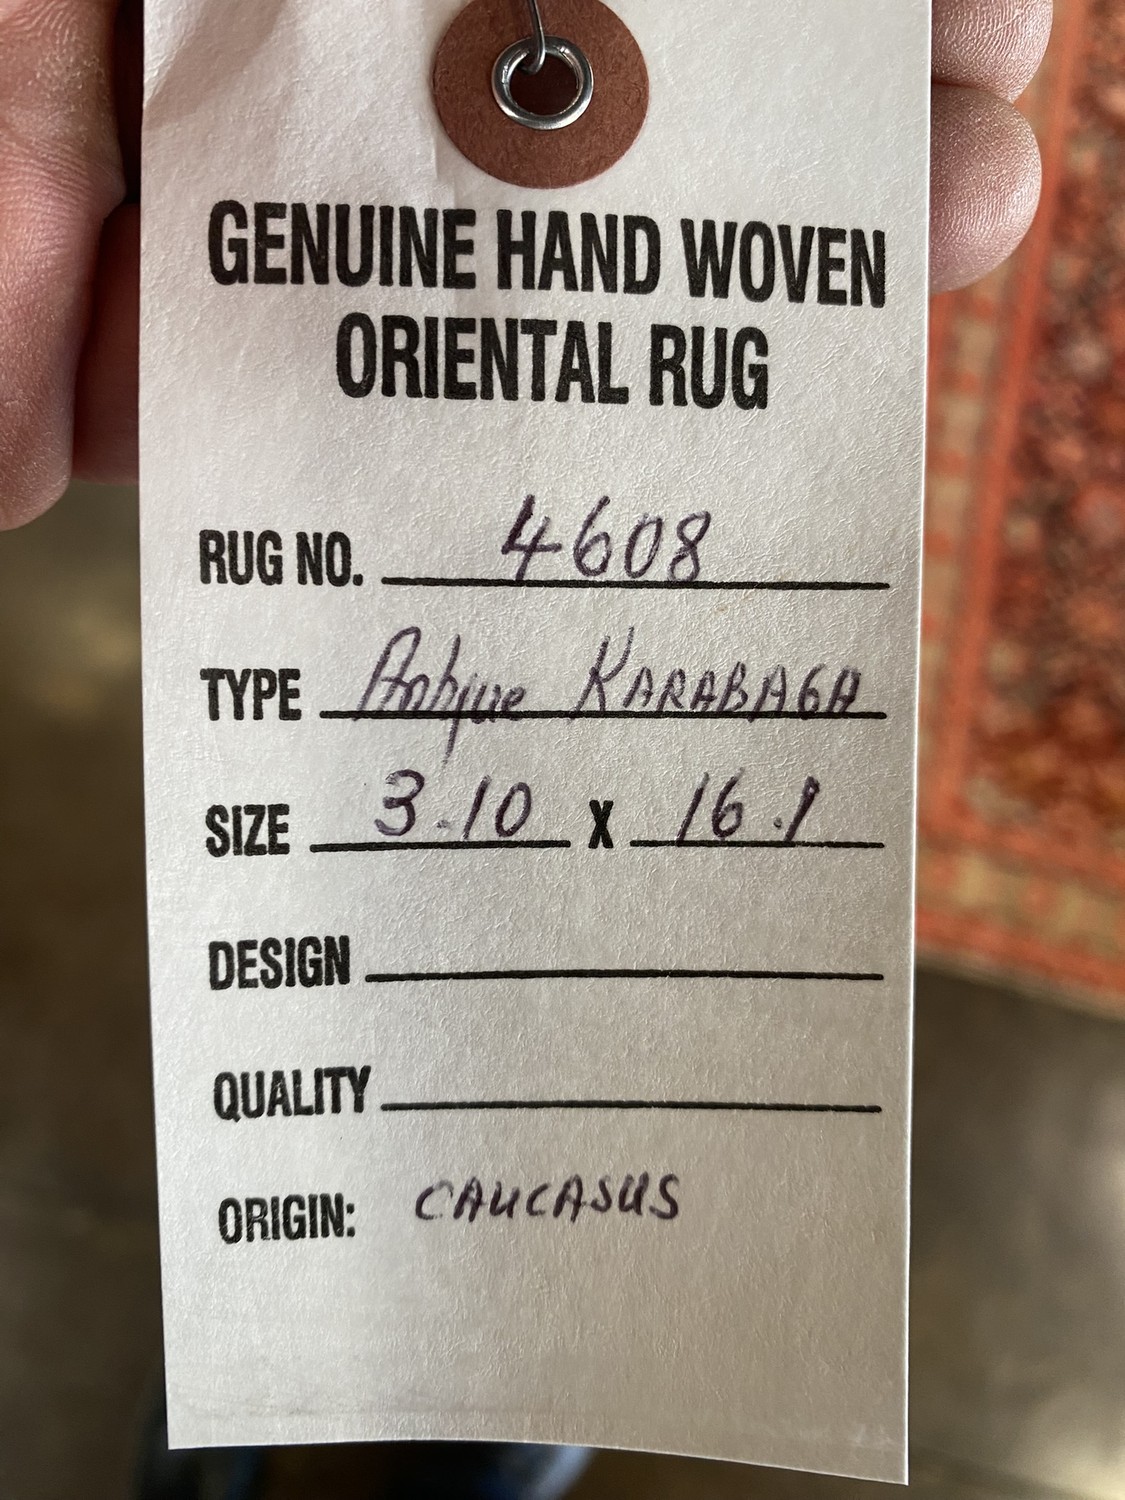 GENUINE HAND WOVEN
ORIENTAL RUG
RUG NO. 4608
TYPE Antique KARABAGH
SIZE 3.10 X 16.1
DESIGN
QUALITY
ORIGIN: CAUCASUS